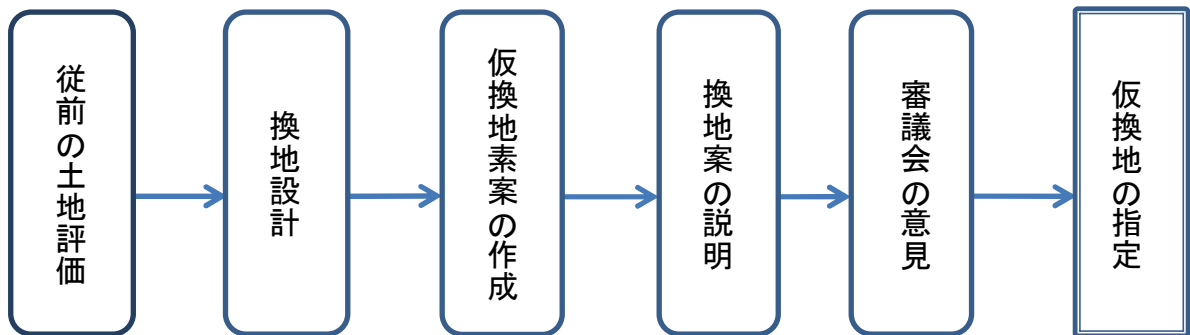 従前の土地評価
換地設計
仮換地素案の作成
換地案の説明
審議会の意見
仮換地の指定